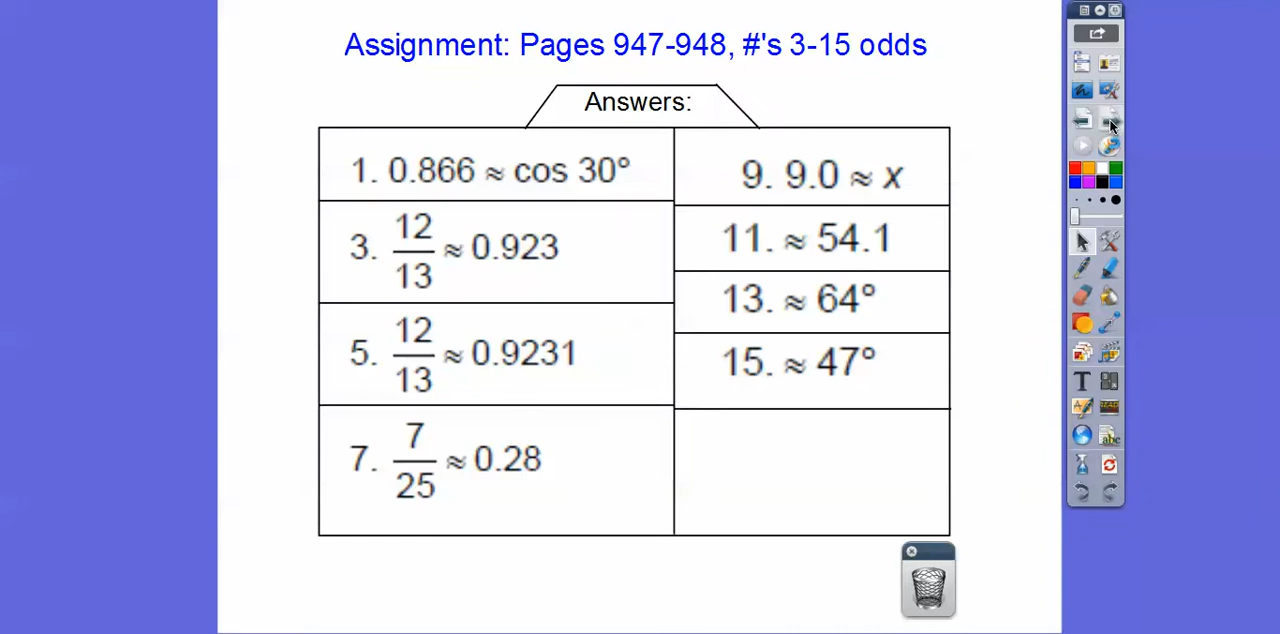 Assignment: Pages 947-948, #'s 3-15 odds
Answers:
1. 0.866 ≈ cos 30°
3. 12/13 ≈ 0.923
5. 12/13 ≈ 0.9231
7. 7/25 ≈ 0.28
9. 9.0 ≈ x
11. ≈ 54.1
13. ≈ 64°
15. ≈ 47°